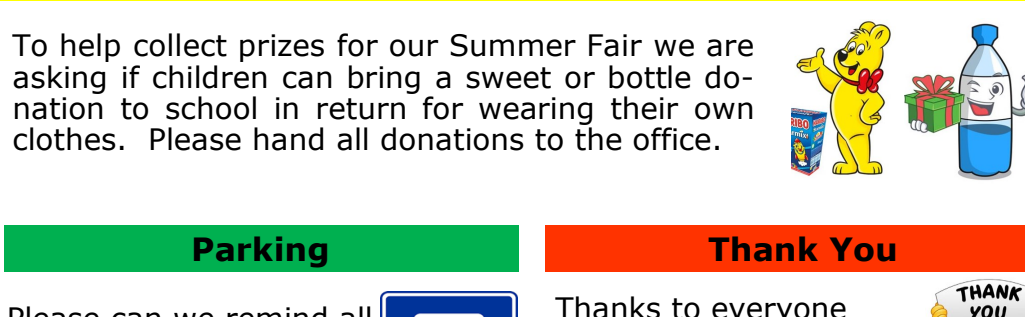 To help collect prizes for our Summer Fair we are
asking if children can bring a sweet or bottle do-
nation to school in return for wearing their own
clothes.  Please hand all donations to the office.
Parking
Please can we remind all
Thank You
Thanks to everyone
THANK
YOU